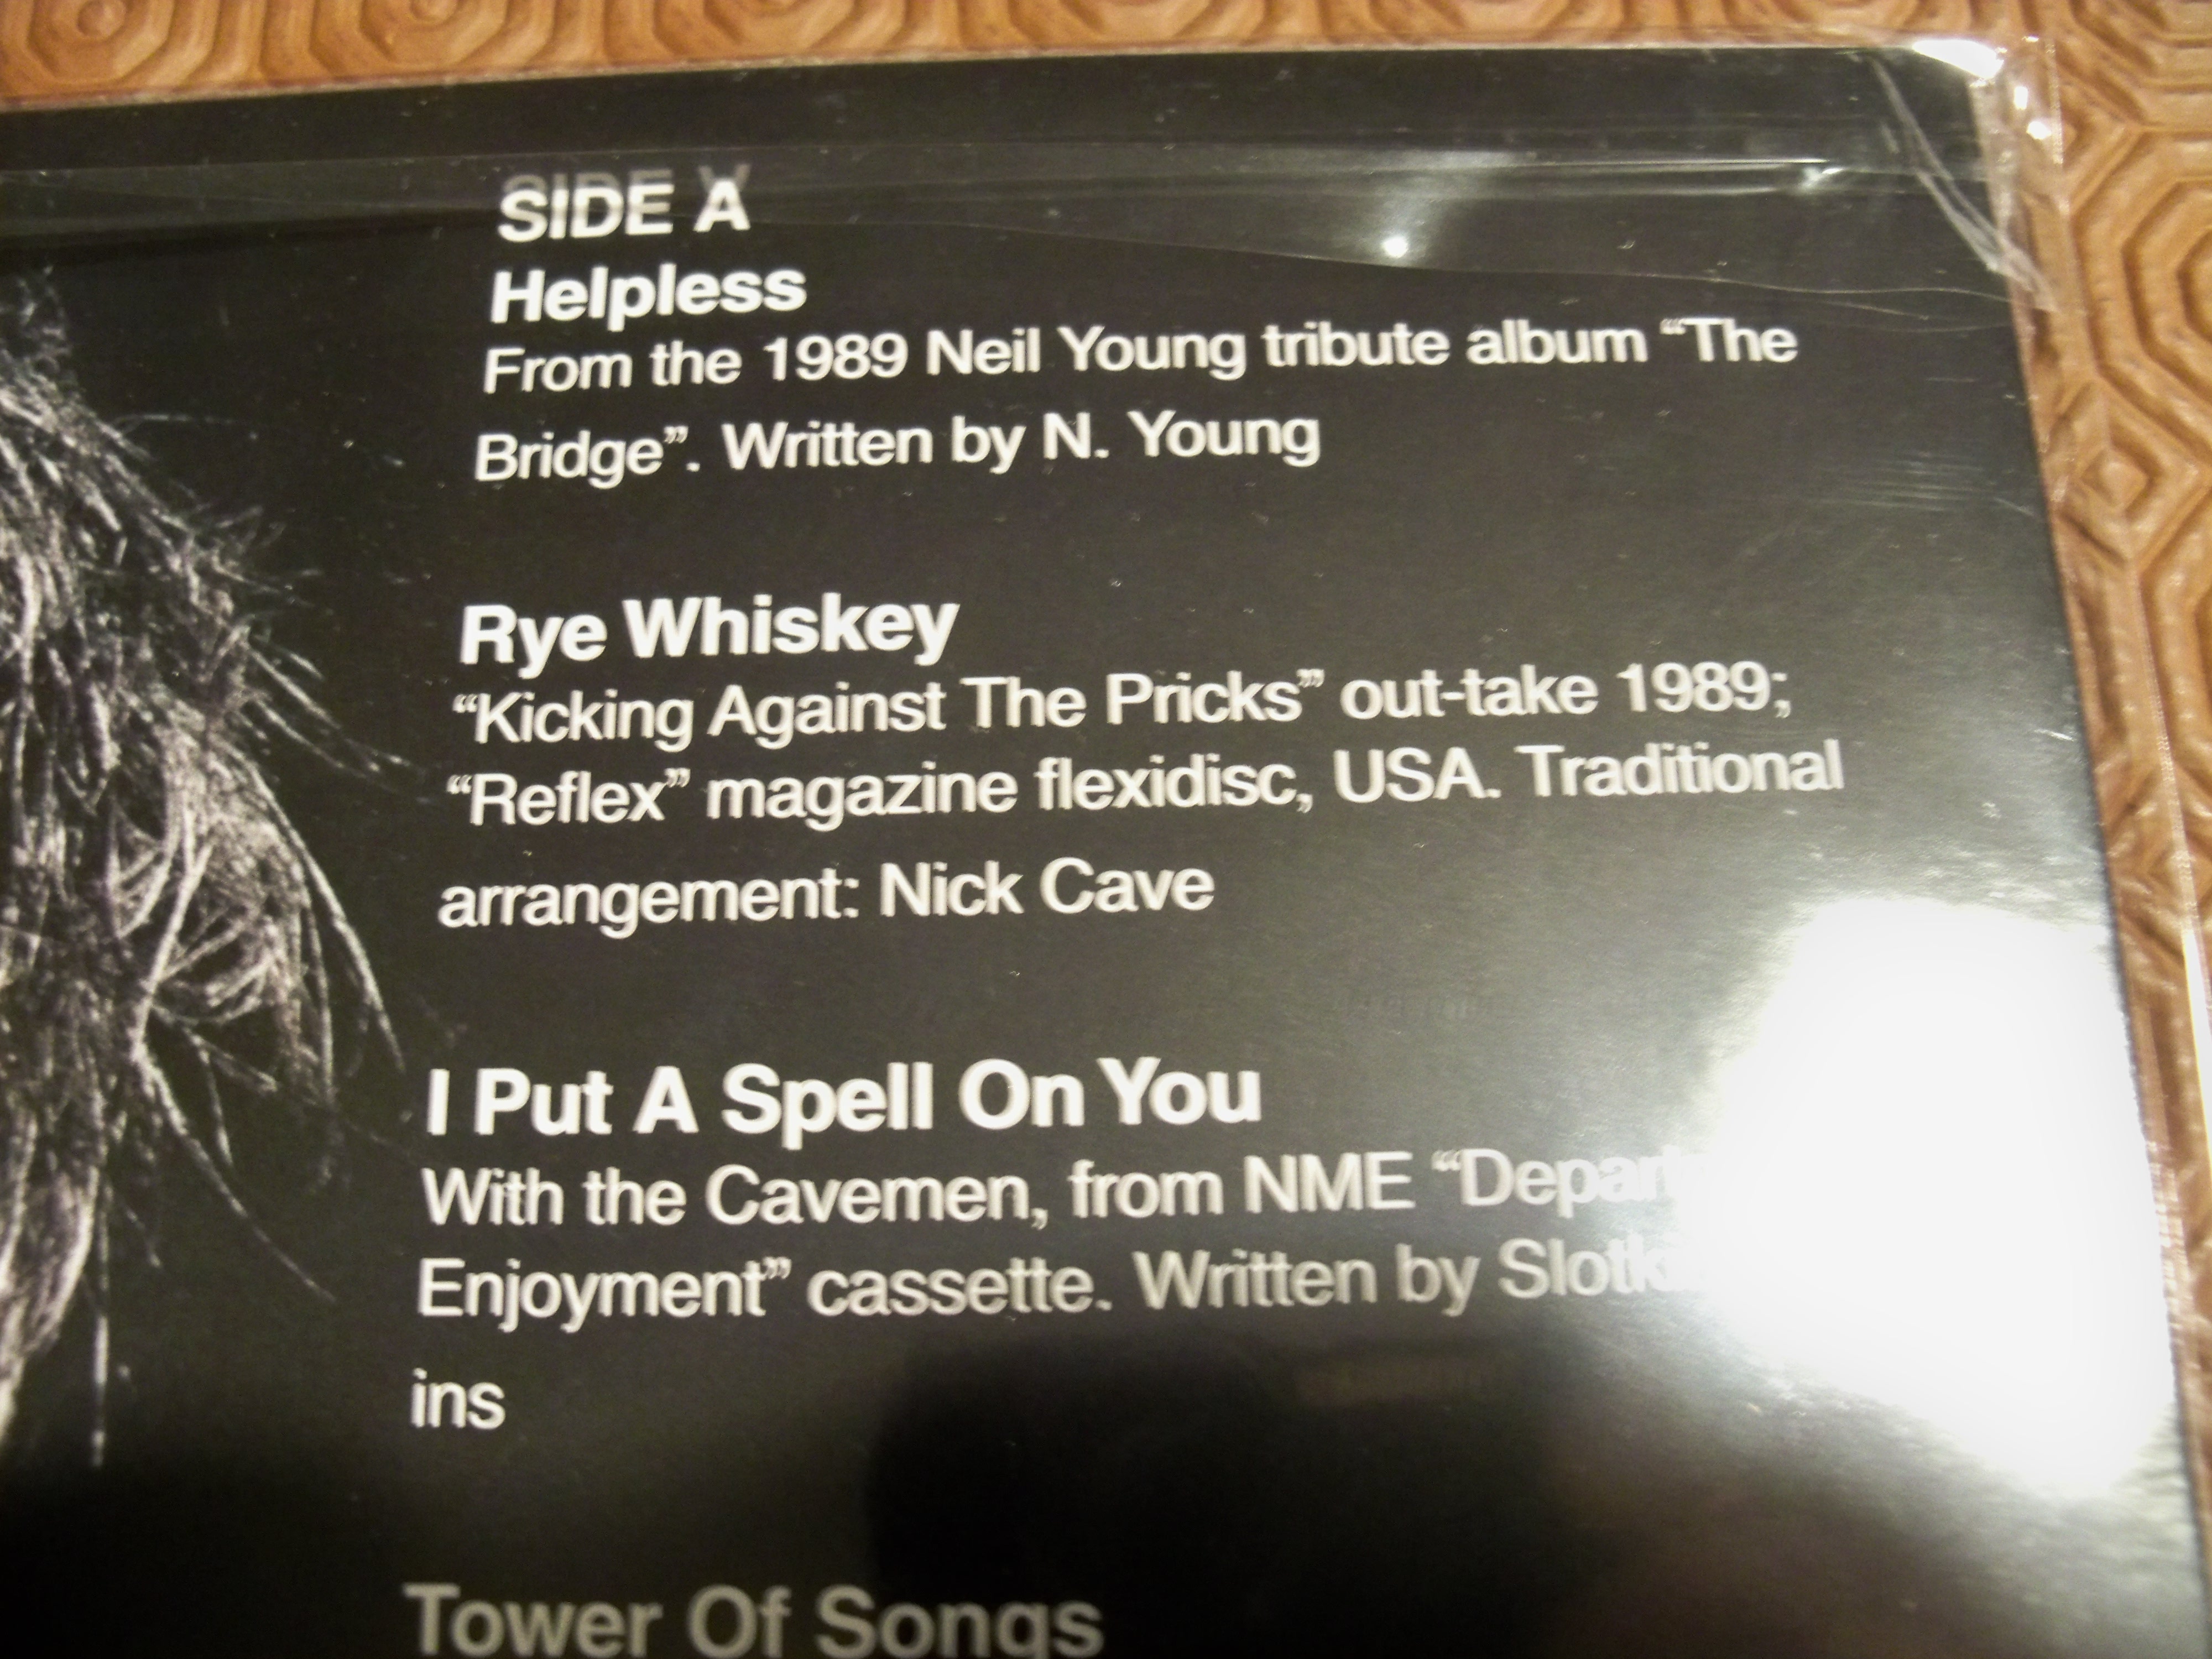 SIDE A
Helpless
From the 1989 Neil Young tribute album “The
Bridge”. Written by N. Young
Rye Whiskey
“Kicking Against The Pricks” out-take 1989;
“Reflex” magazine flexidisc, USA. Traditional
arrangement: Nick Cave
I Put A Spell On You
With the Cavemen, from NME
Enjoyment” cassette. Written by
ins
Tower Of Songs